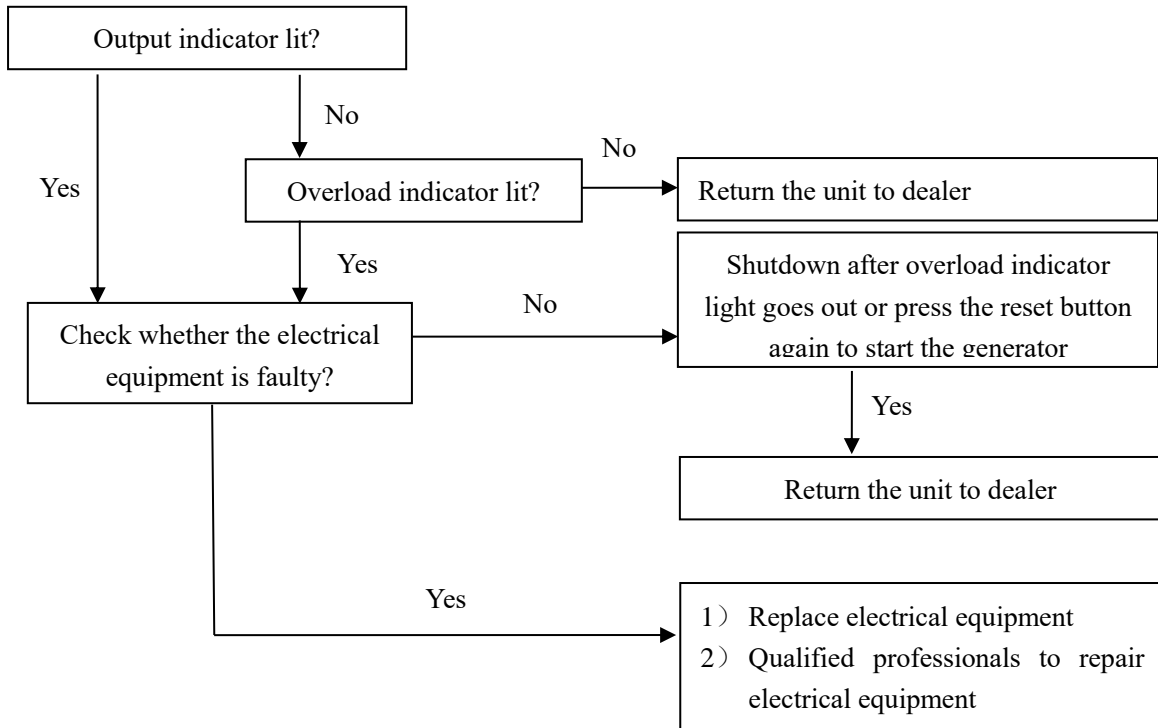 Output indicator lit?
No
No
Yes
Overload indicator lit?
Return the unit to dealer
Yes
Shutdown after overload indicator
light goes out or press the reset button
again to start the generator
No
Check whether the electrical
equipment is faulty?
Yes
Return the unit to dealer
Yes
1） Replace electrical equipment
2） Qualified professionals to repair
electrical equipment